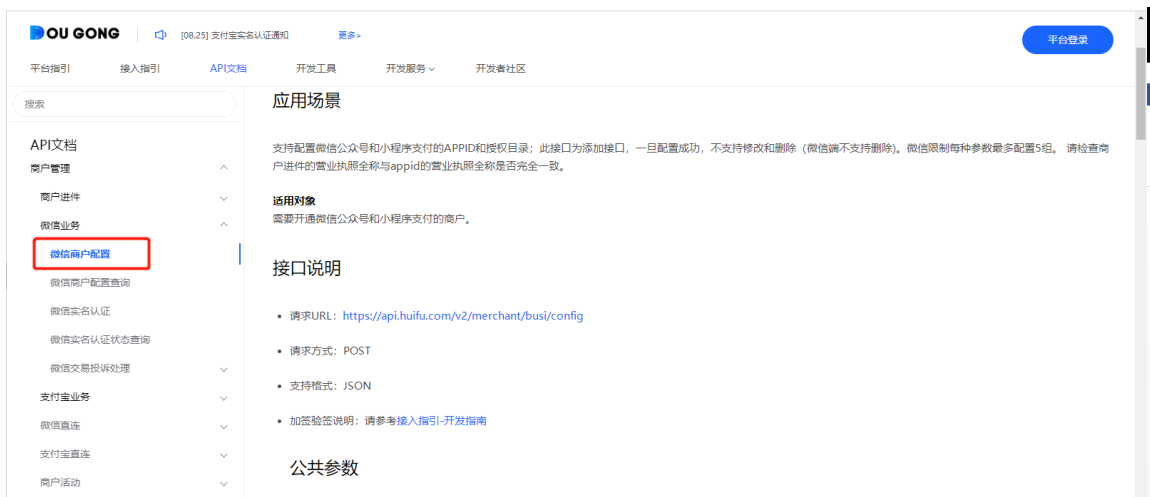 DOU GONG
[08.25] 支付宝实名认证通知
更多>
平台登录
平台指引
接入指引
API文档
开发工具
开发服务
开发者社区
搜索
API文档
商户管理
商户进件
微信业务
微信商户配置
微信商户配置查询
微信实名认证
微信实名认证状态查询
微信交易投诉处理
支付宝业务
微信直连
支付宝直连
商户活动
应用场景
支持配置微信公众号和小程序支付的APPID和授权目录；此接口为添加接口，一旦配置成功，不支持修改和删除（微信端不支持删除)。微信限制每种参数最多配置5组。 请检查商
户进件的营业执照全称与appid的营业执照全称是否完全一致。
适用对象
需要开通微信公众号和小程序支付的商户。
接口说明
请求URL：https://api.huifu.com/v2/merchant/busi/config
请求方式：POST
支持格式：JSON
加签验签说明：请参考接入指引-开发指南
公共参数